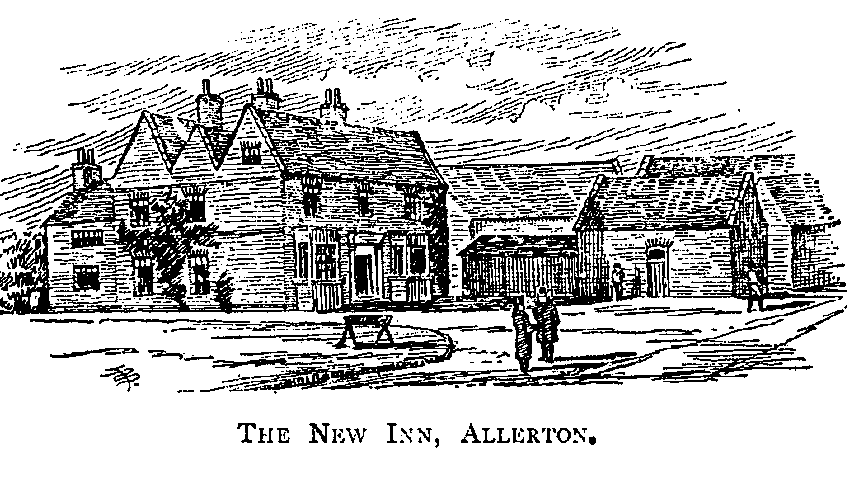 The New Inn, Allerton.